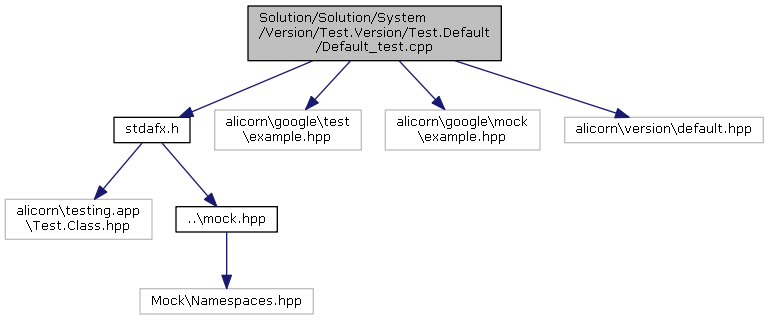 Solution/Solution/System
/Version/Test.Version/Test.Default
/Default_test.cpp
stdafx.h
alicorn\google\test
\example.hpp
alicorn\google\mock
\example.hpp
alicorn\version\default.hpp
alicorn\testing.app
\Test.Class.hpp
..\mock.hpp
Mock\Namespaces.hpp